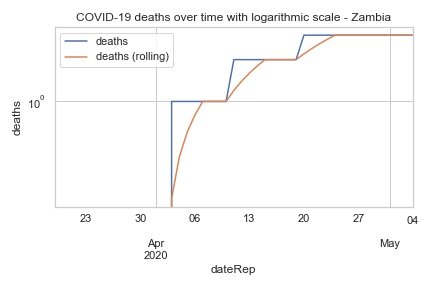 COVID-19 deaths over time with logarithmic scale - Zambia
deaths
deaths (rolling)
deaths
10⁰
23 30 06 13 20 27 04
Apr May
2020
dateRep